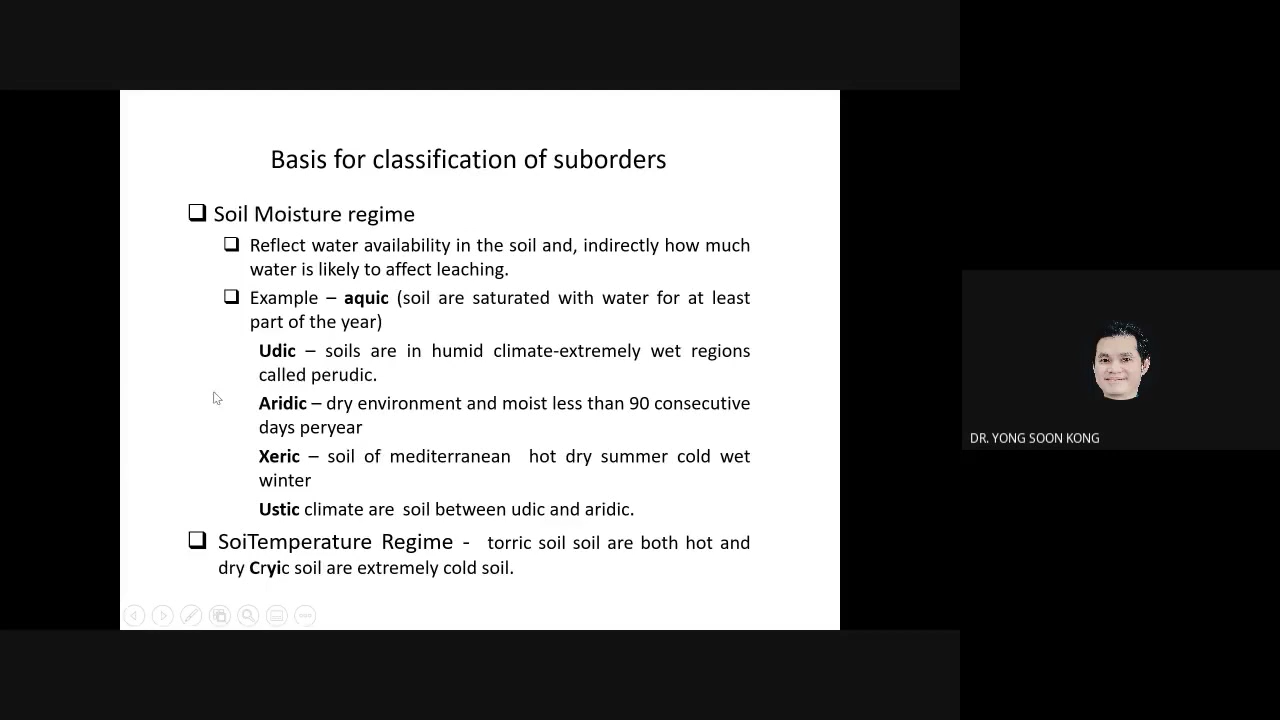 Basis for classification of suborders
Soil Moisture regime
Reflect water availability in the soil and, indirectly how much
water is likely to affect leaching.
Example – aquic (soil are saturated with water for at least
part of the year)
Udic – soils are in humid climate-extremely wet regions
called perudic.
Aridic – dry environment and moist less than 90 consecutive
days peryear
Xeric – soil of mediterranean hot dry summer cold wet
winter
Ustic climate are soil between udic and aridic.
SoiTemperature Regime - torric soil soil are both hot and
dry Cryic soil are extremely cold soil.
DR. YONG SOON KONG